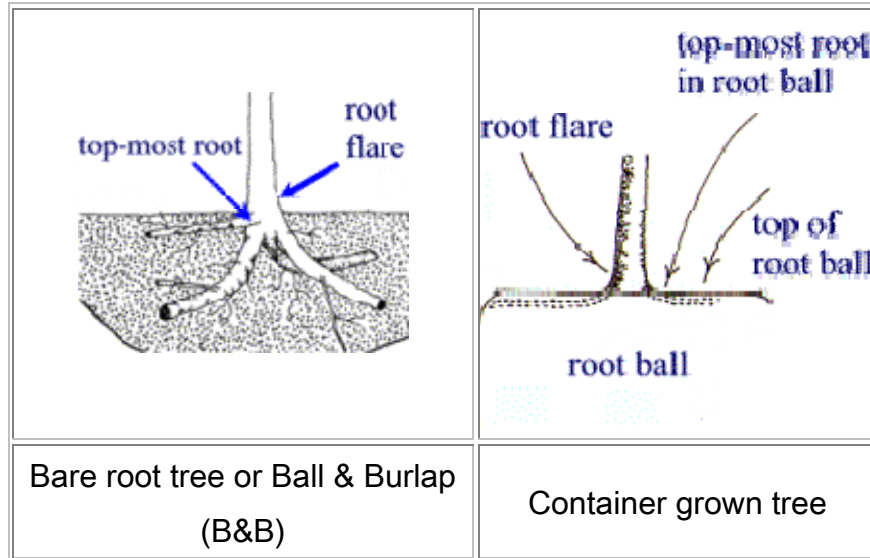 root
flare
top-most root
top-most root
in root ball
root flare
top of
root ball
root ball
Bare root tree or Ball & Burlap
(B&B)
Container grown tree